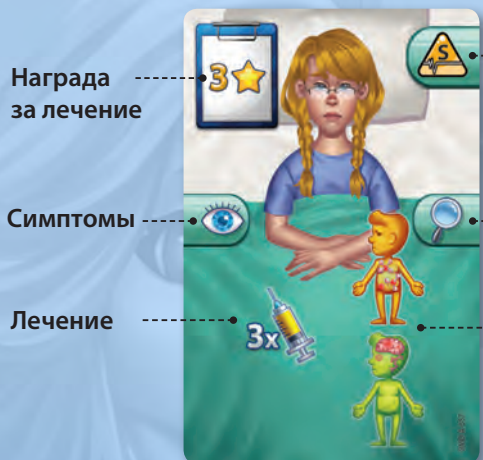 Награда
за лечение
3
S
Симптомы
Лечение
3x